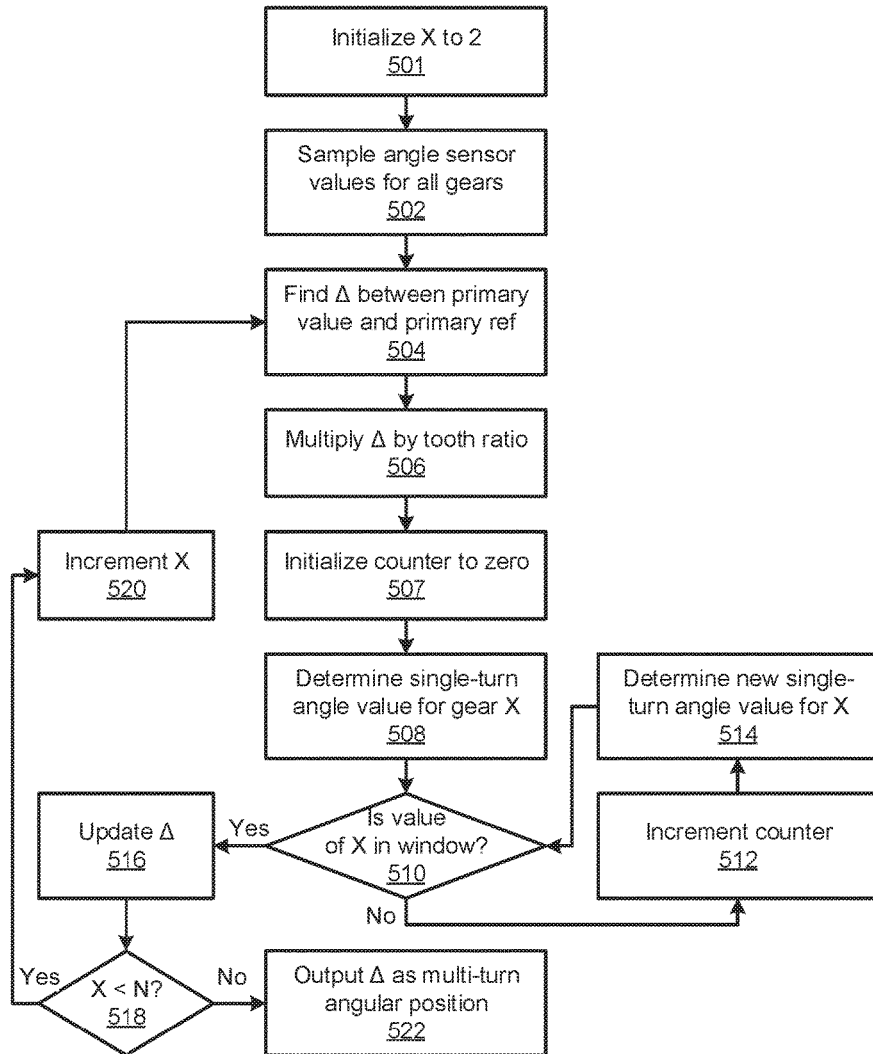 Initialize X to 2
501
Sample angle sensor
values for all gears
502
Find Δ between primary
value and primary ref
504
Multiply Δ by tooth ratio
506
Increment X
520
Initialize counter to zero
507
Determine single-turn
angle value for gear X
508
Determine new single-
turn angle value for X
514
Update Δ
516
Yes
Is value
of X in window?
510
Increment counter
512
No
Yes
X < N?
518
No
Output Δ as multi-turn
angular position
522